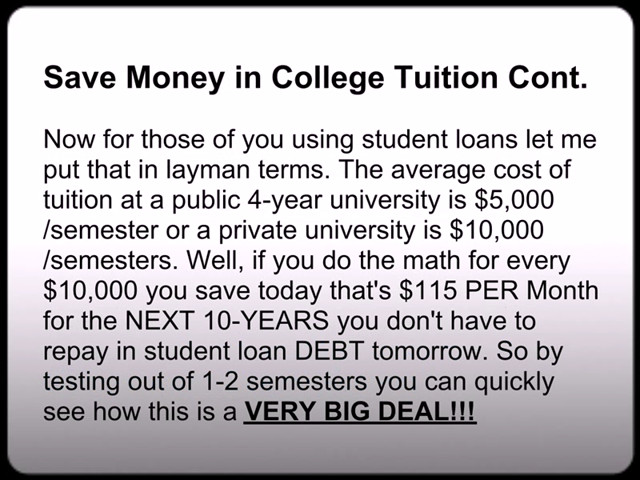 Save Money in College Tuition Cont.
Now for those of you using student loans let me
put that in layman terms. The average cost of
tuition at a public 4-year university is $5,000
/semester or a private university is $10,000
/semesters. Well, if you do the math for every
$10,000 you save today that's $115 PER Month
for the NEXT 10-YEARS you don't have to
repay in student loan DEBT tomorrow. So by
testing out of 1-2 semesters you can quickly
see how this is a VERY BIG DEAL!!!